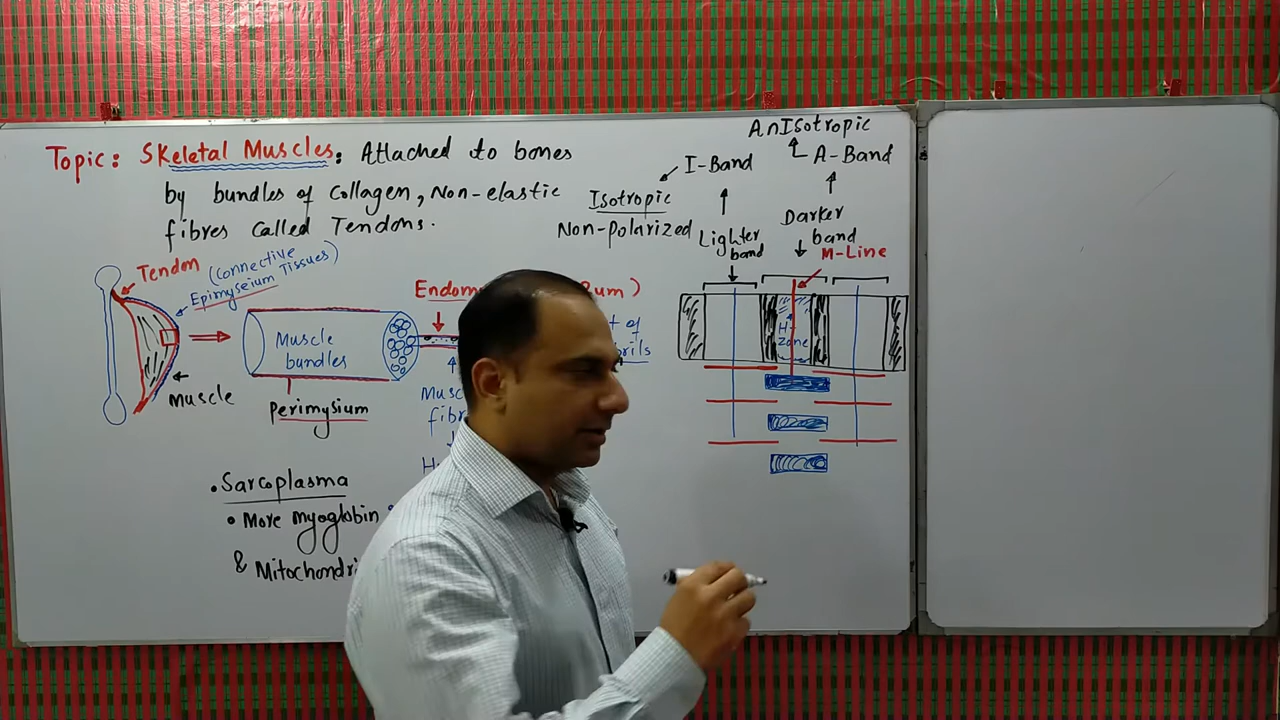 Topic: Skeletal Muscles: Attached to bones
by bundles of Collagen, Non-elastic
fibres called Tendons.
AnIsotropic
A-Band
I-Band
Isotropic
Non-polarized
Lighter
band
Darker
band
M-Line
H
zone
Tendon
(Connective
Tissues)
Epimyseium
muscle
Muscle
bundles
perimysium
of
.Sarcoplasma
• More myoglobin
& Mitochondri